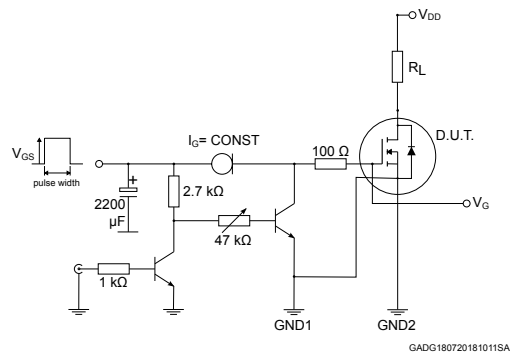 VDD
RL
D.U.T.
IG= CONST
100 Ω
VGS
pulse width
+
2200
μF
2.7 kΩ
47 kΩ
VG
1 kΩ
GND1
GND2
GADG180720181011SA